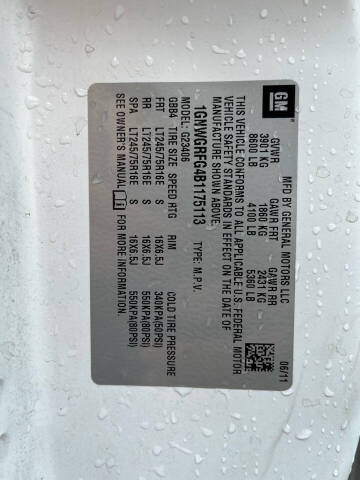 GM
MFD BY GENERAL MOTORS LLC 06/11
GVWR GAWR FRT GAWR RR
3901 KG 1860 KG 2431 KG
8600 LB 4100 LB 5360 LB
THIS VEHICLE CONFORMS TO ALL APPLICABLE U.S. FEDERAL MOTOR
VEHICLE SAFETY STANDARDS IN EFFECT ON THE DATE OF
MANUFACTURE SHOWN ABOVE.
1GNWGRFG4B1175113 TYPE: M.P.V.
MODEL: G23406
GBB4 TIRE SIZE SPEED RTG RIM COLD TIRE PRESSURE
FRT LT245/75R16E S 16X6.5J 340KPA(50PSI)
RR LT245/75R16E S 16X6.5J 550KPA(80PSI)
SPA LT245/75R16E S 16X6.5J 550KPA(80PSI)
SEE OWNER'S MANUAL